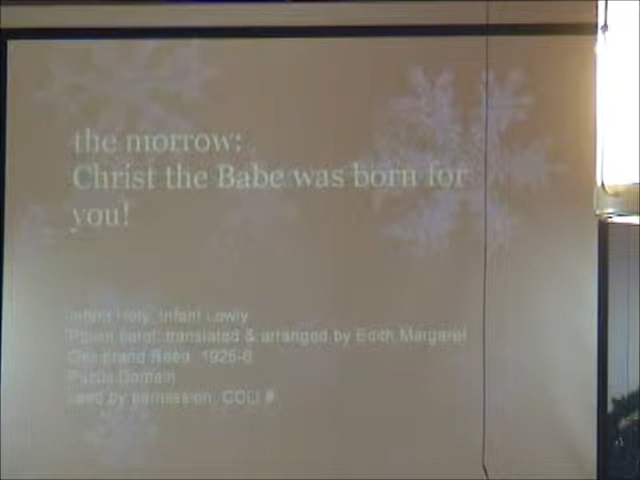 the morrow:
Christ the Babe was born for
you!
Infant Holy, Infant Lowly
Polish carol; translated & arranged by Edith Margaret
Reed, 1925-6
Public Domain
Used by permission. CCLI #